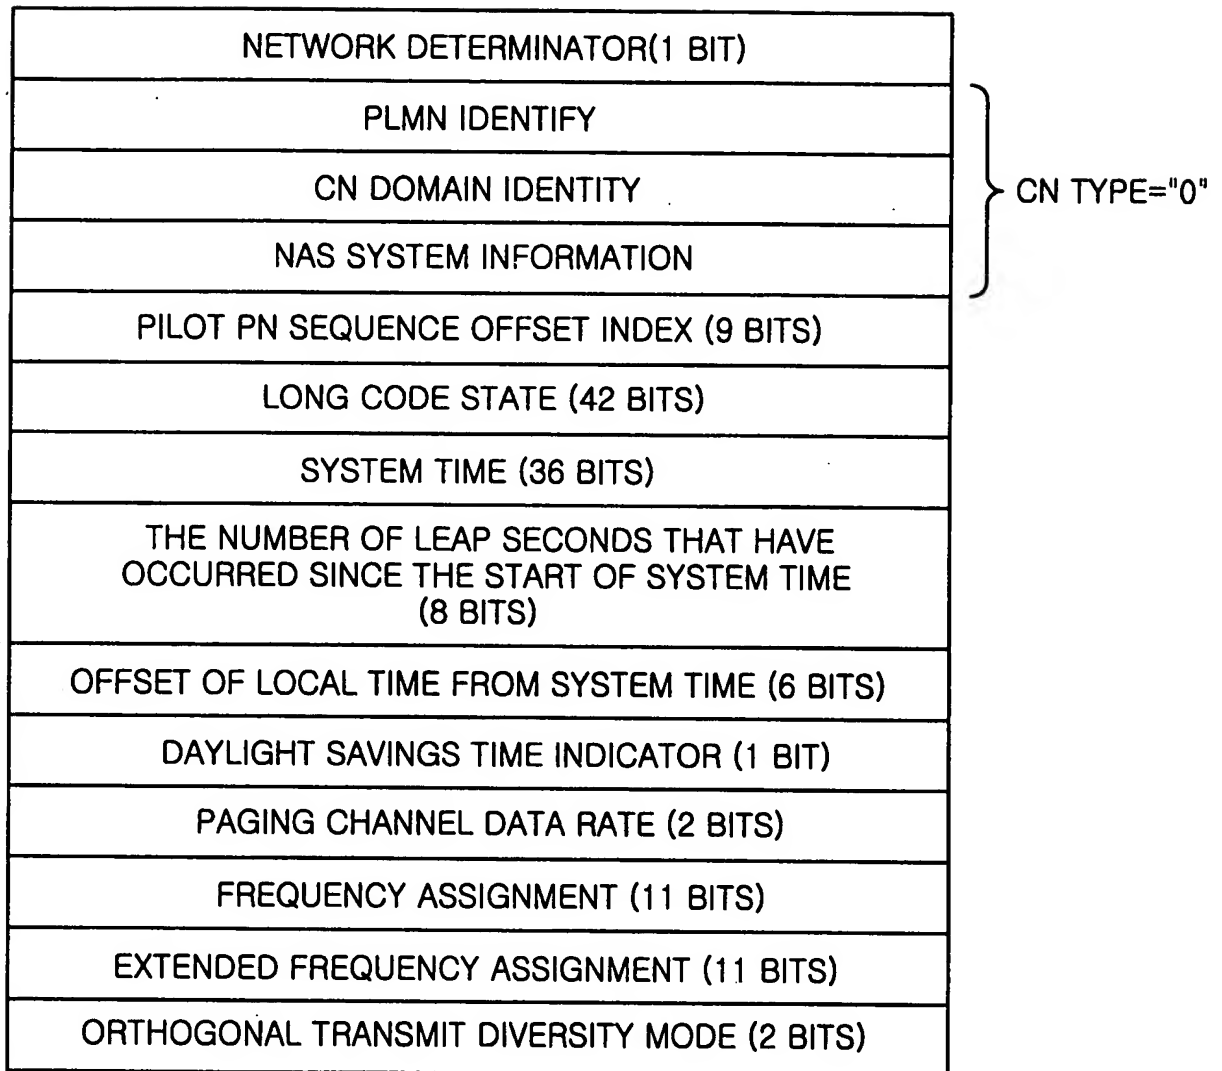 NETWORK DETERMINATOR(1 BIT)
PLMN IDENTIFY
CN DOMAIN IDENTITY
NAS SYSTEM INFORMATION
CN TYPE="0"
PILOT PN SEQUENCE OFFSET INDEX (9 BITS)
LONG CODE STATE (42 BITS)
SYSTEM TIME (36 BITS)
THE NUMBER OF LEAP SECONDS THAT HAVE
OCCURRED SINCE THE START OF SYSTEM TIME
(8 BITS)
OFFSET OF LOCAL TIME FROM SYSTEM TIME (6 BITS)
DAYLIGHT SAVINGS TIME INDICATOR (1 BIT)
PAGING CHANNEL DATA RATE (2 BITS)
FREQUENCY ASSIGNMENT (11 BITS)
EXTENDED FREQUENCY ASSIGNMENT (11 BITS)
ORTHOGONAL TRANSMIT DIVERSITY MODE (2 BITS)